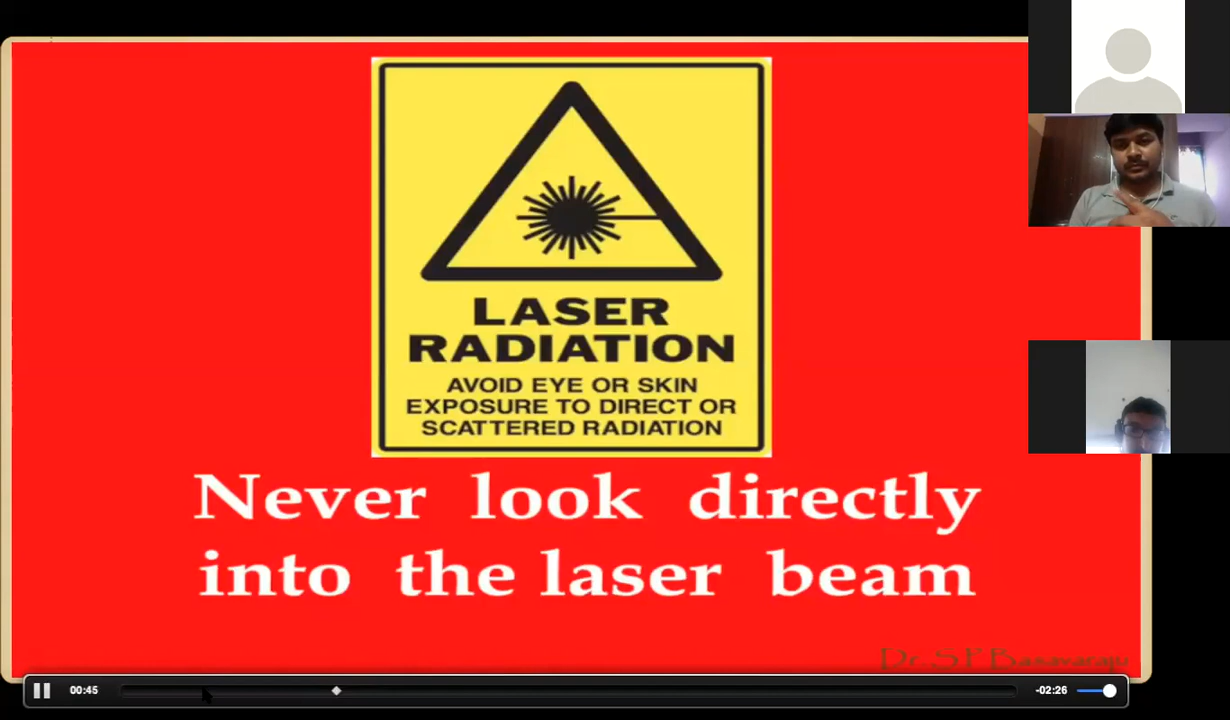 LASER
RADIATION
AVOID EYE OR SKIN
EXPOSURE TO DIRECT OR
SCATTERED RADIATION
Never look directly
into the laser beam
Dr. S P Basavaraju
00:45
-02:26